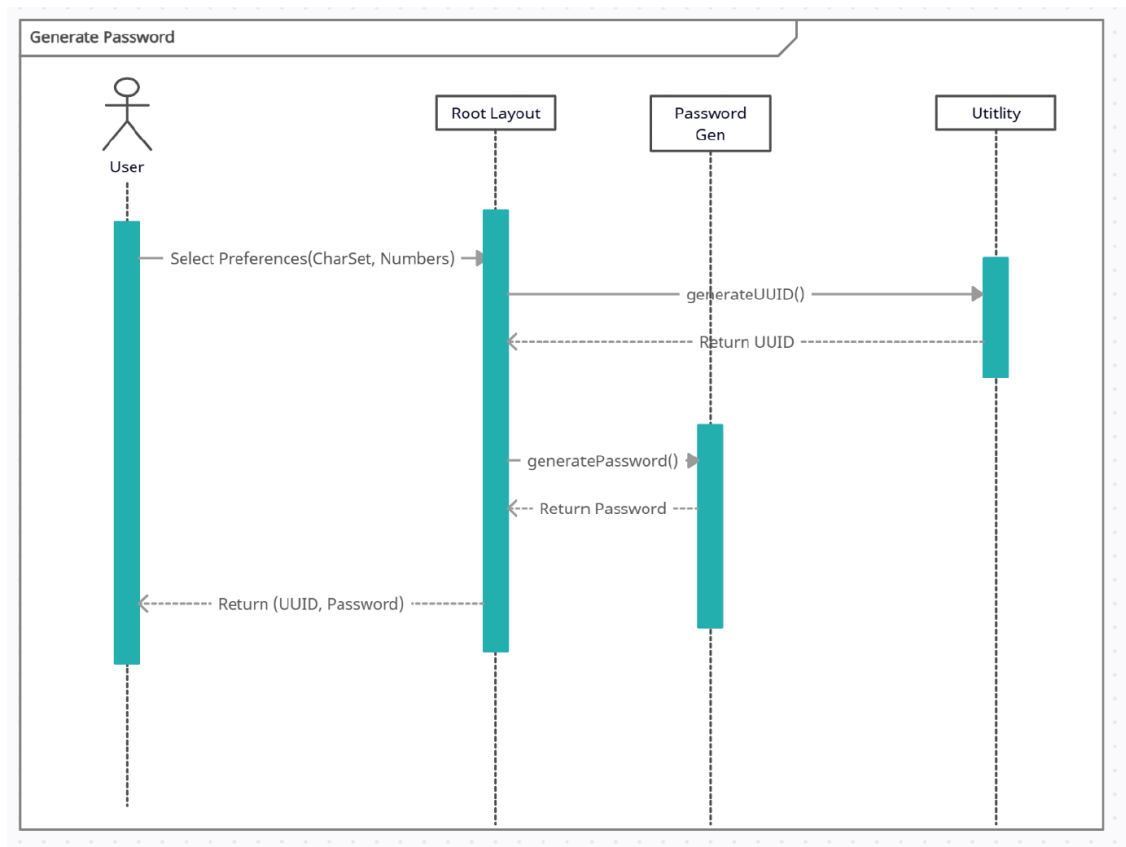 Generate Password
User
Root Layout
Password
Gen
Utitlity
Select Preferences(CharSet, Numbers)
generateUUID()
Return UUID
generatePassword()
Return Password
Return (UUID, Password)